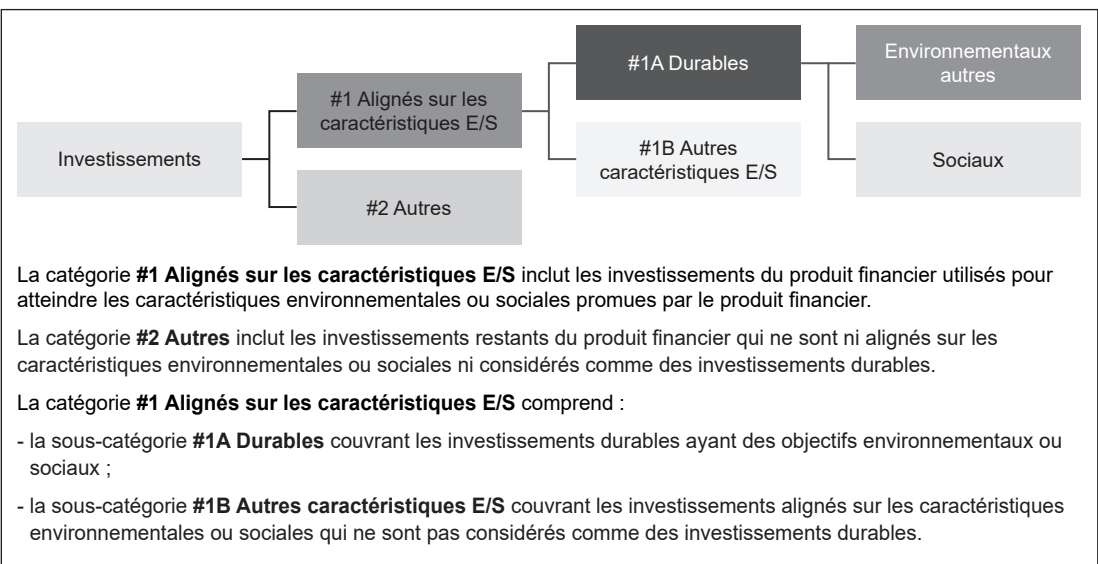 Investissements
#1 Alignés sur les
caractéristiques E/S
#2 Autres
#1A Durables
#1B Autres
caractéristiques E/S
Environnementaux
autres
Sociaux
La catégorie #1 Alignés sur les caractéristiques E/S inclut les investissements du produit financier utilisés pour
atteindre les caractéristiques environnementales ou sociales promues par le produit financier.
La catégorie #2 Autres inclut les investissements restants du produit financier qui ne sont ni alignés sur les
caractéristiques environnementales ou sociales ni considérés comme des investissements durables.
La catégorie #1 Alignés sur les caractéristiques E/S comprend :
- la sous-catégorie #1A Durables couvrant les investissements durables ayant des objectifs environnementaux ou
sociaux ;
- la sous-catégorie #1B Autres caractéristiques E/S couvrant les investissements alignés sur les caractéristiques
environnementales ou sociales qui ne sont pas considérés comme des investissements durables.